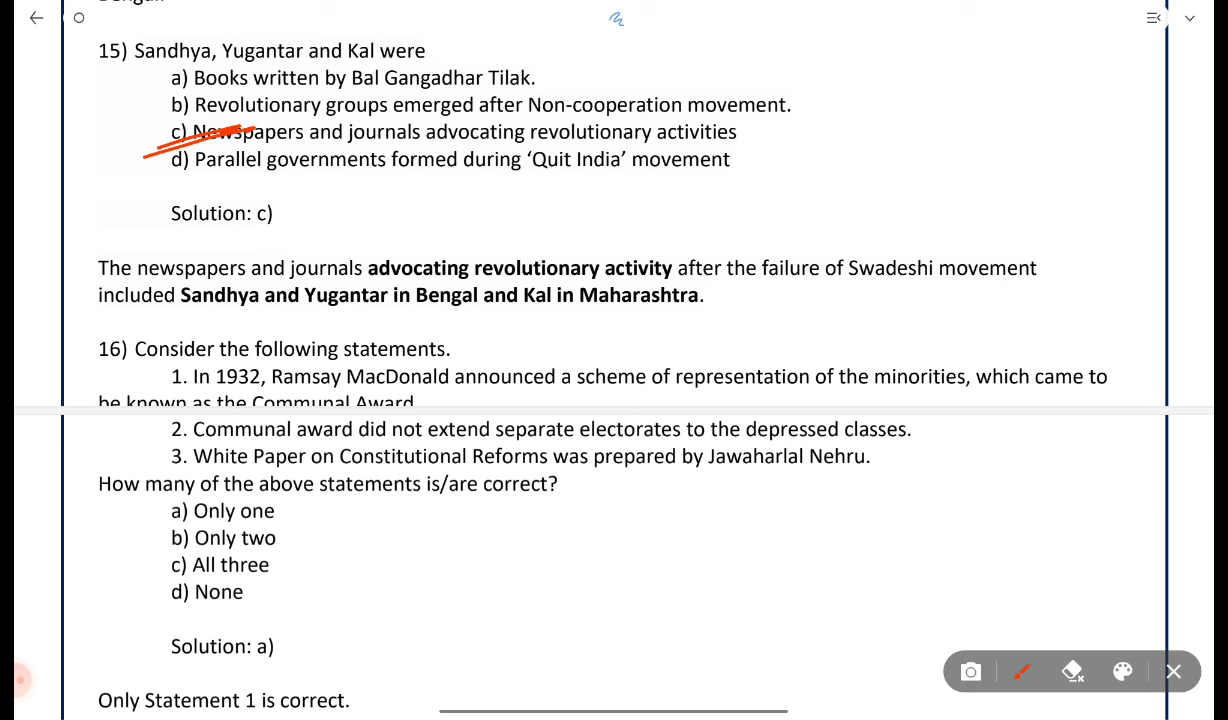 15) Sandhya, Yugantar and Kal were
a) Books written by Bal Gangadhar Tilak.
b) Revolutionary groups emerged after Non-cooperation movement.
c) Newspapers and journals advocating revolutionary activities
d) Parallel governments formed during ‘Quit India’ movement
Solution: c)
The newspapers and journals advocating revolutionary activity after the failure of Swadeshi movement
included Sandhya and Yugantar in Bengal and Kal in Maharashtra.
16) Consider the following statements.
1. In 1932, Ramsay MacDonald announced a scheme of representation of the minorities, which came to
be known as the Communal Award
2. Communal award did not extend separate electorates to the depressed classes.
3. White Paper on Constitutional Reforms was prepared by Jawaharlal Nehru.
How many of the above statements is/are correct?
a) Only one
b) Only two
c) All three
d) None
Solution: a)
Only Statement 1 is correct.